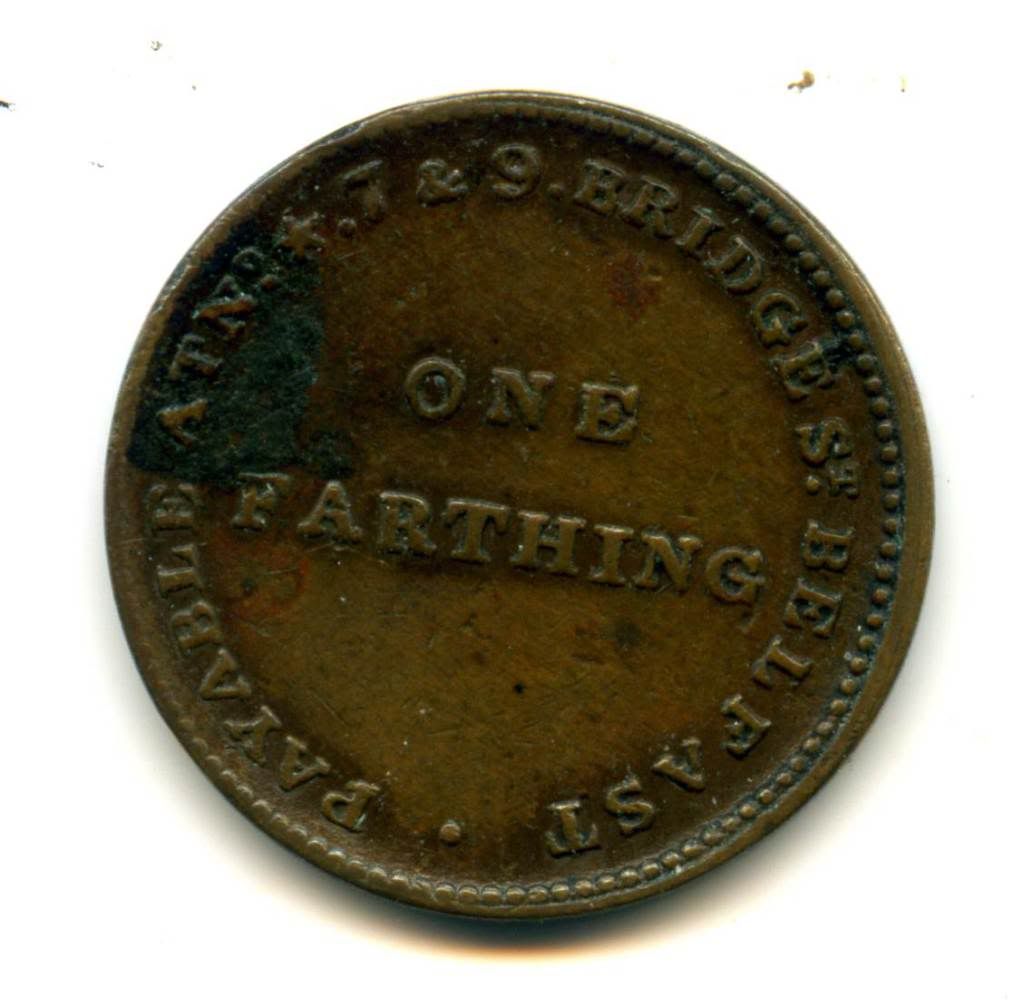 PAYABLE AT Nº. ★ . 7 & 9 . BRIDGE Sᵀ. BELFAST .
ONE
FARTHING